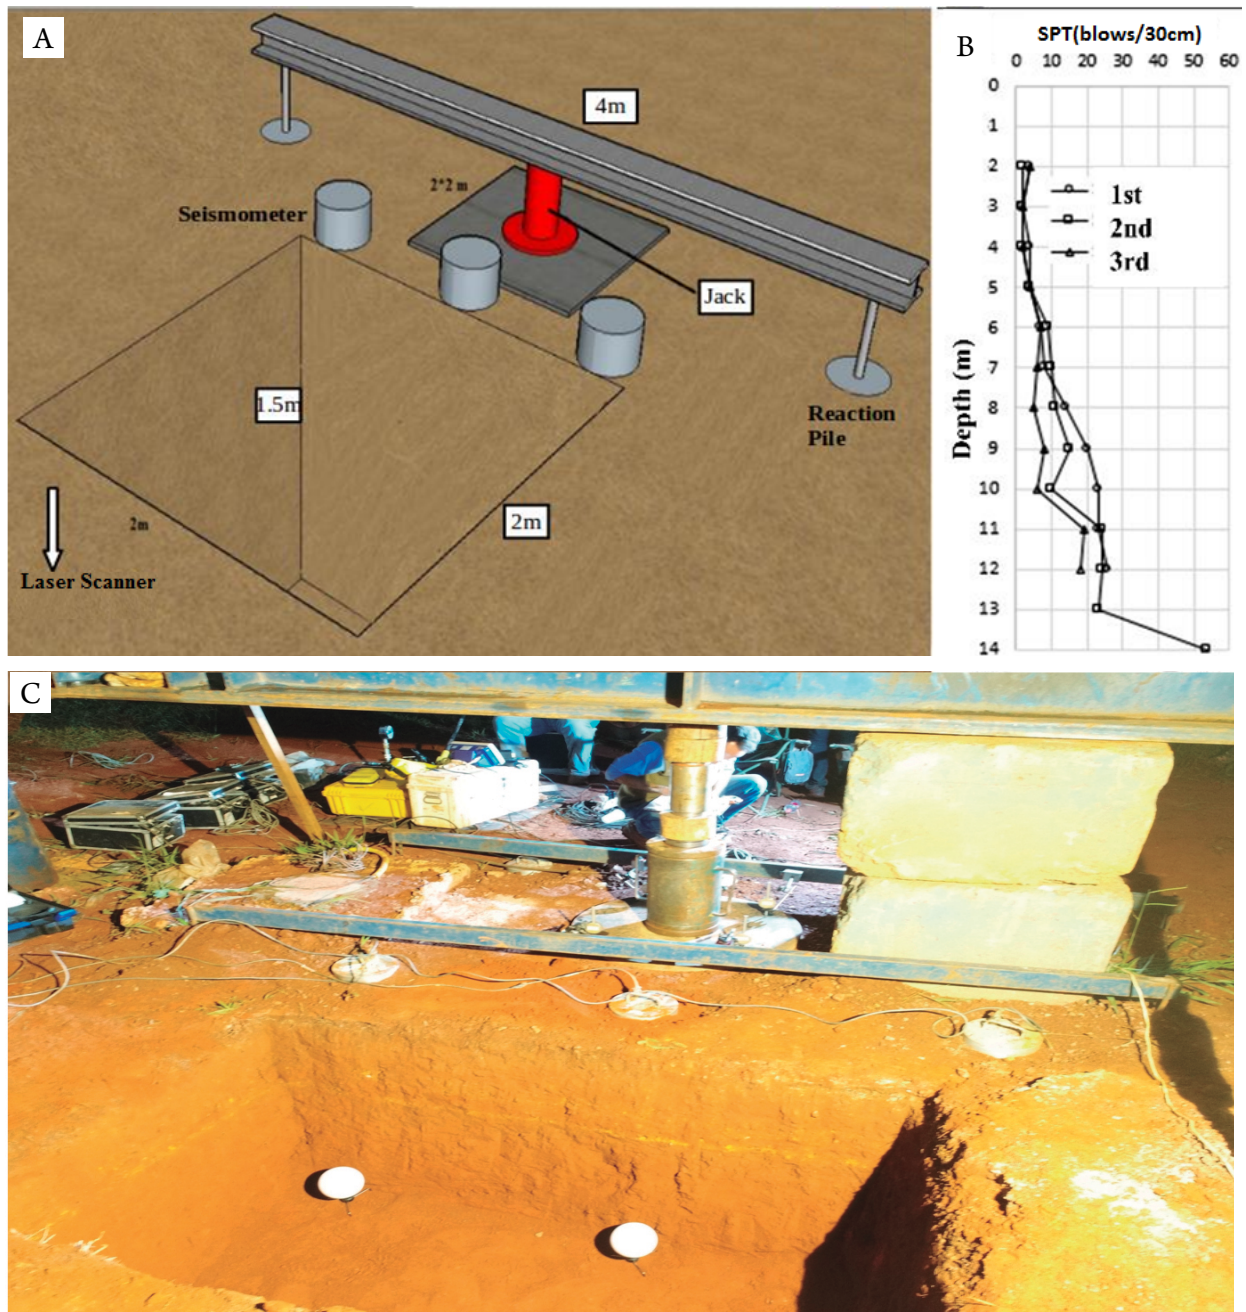 A
4m
2*2 m
Seismometer
Jack
1.5m
Reaction
Pile
2m
2m
Laser Scanner
B
SPT(blows/30cm)
0 10 20 30 40 50 60
0
1
2
3
4
5
6
7
8
9
10
11
12
13
14
Depth (m)
1st
2nd
3rd
C